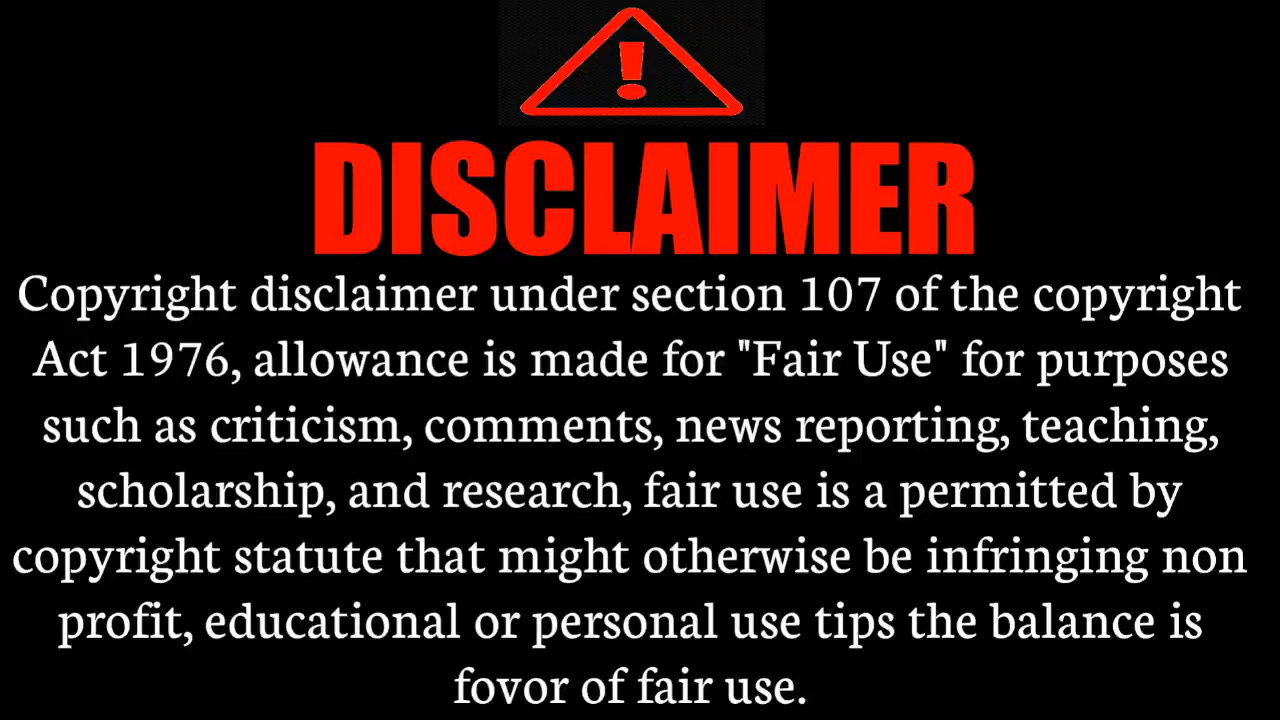 DISCLAIMER
Copyright disclaimer under section 107 of the copyright
Act 1976, allowance is made for "Fair Use" for purposes
such as criticism, comments, news reporting, teaching,
scholarship, and research, fair use is a permitted by
copyright statute that might otherwise be infringing non
profit, educational or personal use tips the balance is
fovor of fair use.